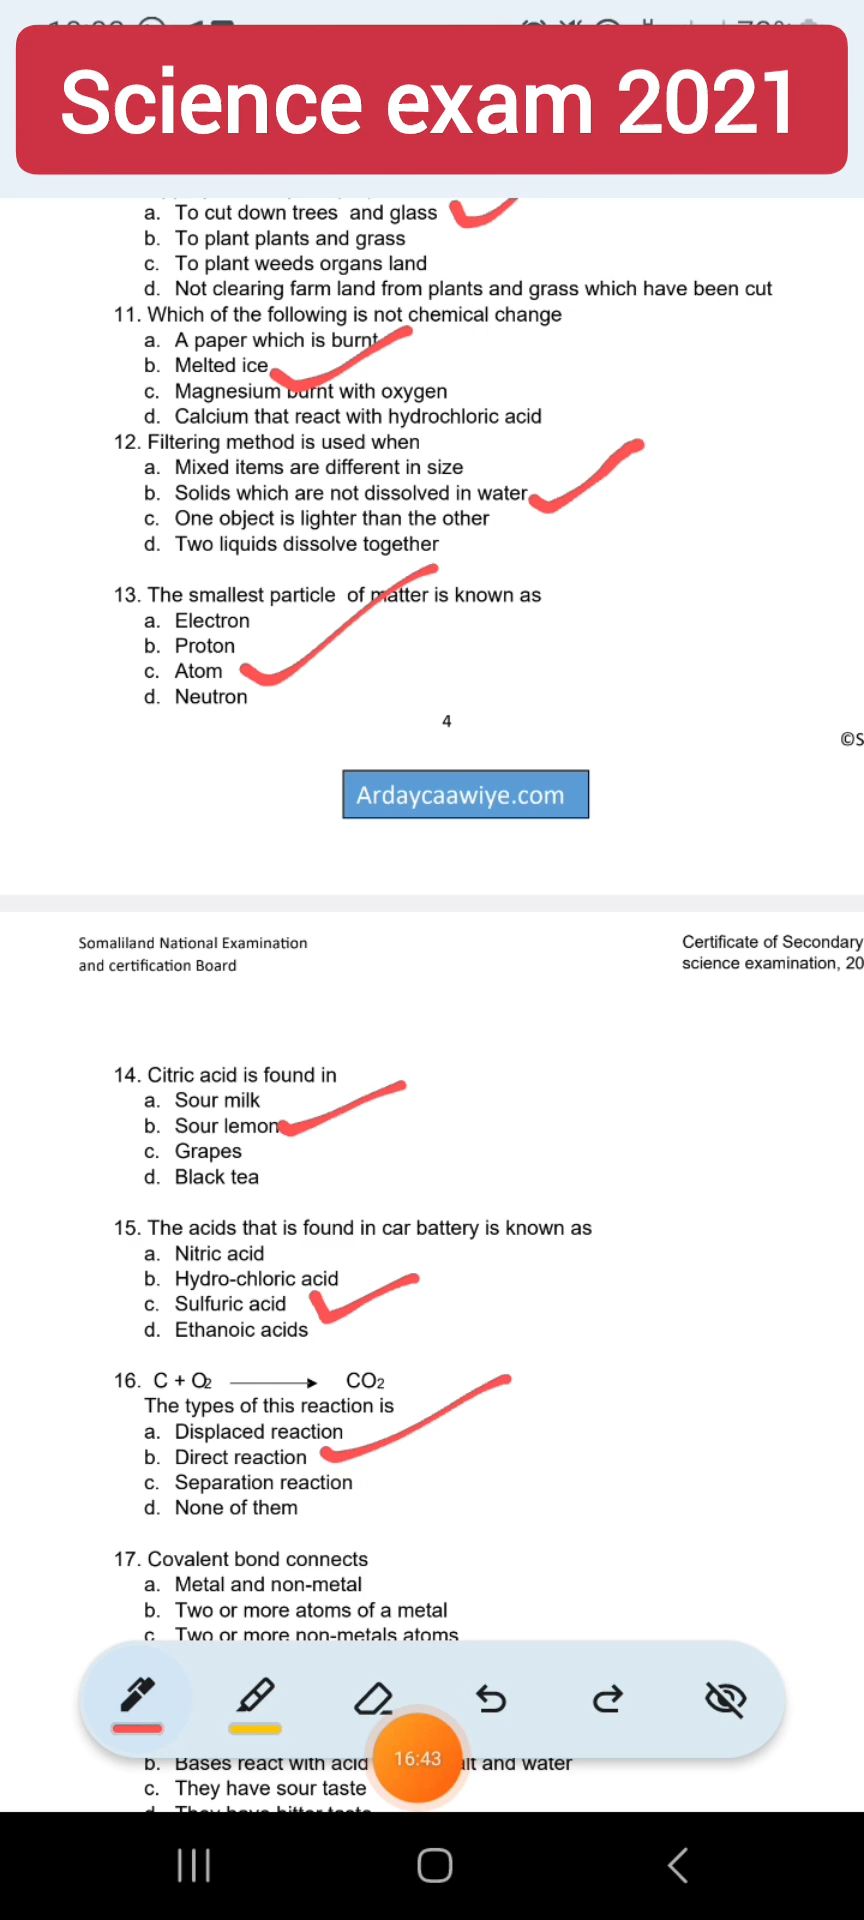 Science exam 2021
a. To cut down trees and glass
b. To plant plants and grass
c. To plant weeds organs land
d. Not clearing farm land from plants and grass which have been cut
11. Which of the following is not chemical change
a. A paper which is burnt
b. Melted ice
c. Magnesium burnt with oxygen
d. Calcium that react with hydrochloric acid
12. Filtering method is used when
a. Mixed items are different in size
b. Solids which are not dissolved in water
c. One object is lighter than the other
d. Two liquids dissolve together
13. The smallest particle of matter is known as
a. Electron
b. Proton
c. Atom
d. Neutron
4
©S
Ardaycaawiye.com
Somaliland National Examination
and certification Board
Certificate of Secondary
science examination, 20
14. Citric acid is found in
a. Sour milk
b. Sour lemon
c. Grapes
d. Black tea
15. The acids that is found in car battery is known as
a. Nitric acid
b. Hydro-chloric acid
c. Sulfuric acid
d. Ethanoic acids
16. C + O2 → CO2
The types of this reaction is
a. Displaced reaction
b. Direct reaction
c. Separation reaction
d. None of them
17. Covalent bond connects
a. Metal and non-metal
b. Two or more atoms of a metal
c Two or more non-metals atoms
16:43
b. Bases react with acid lt and water
c. They have sour taste
d They have bitter taste